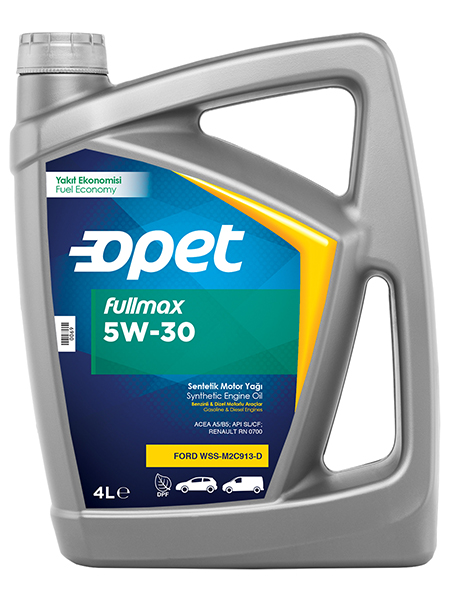 Yakıt Ekonomisi
Fuel Economy
opet
fullmax
5W-30
0069
Sentetik Motor Yağı
Synthetic Engine Oil
Benzinli & Dizel Motorlu Araçlar
Gasoline & Diesel Engines
ACEA A5/B5; API SL/CF;
RENAULT RN 0700
FORD WSS-M2C913-D
4L e
DPF